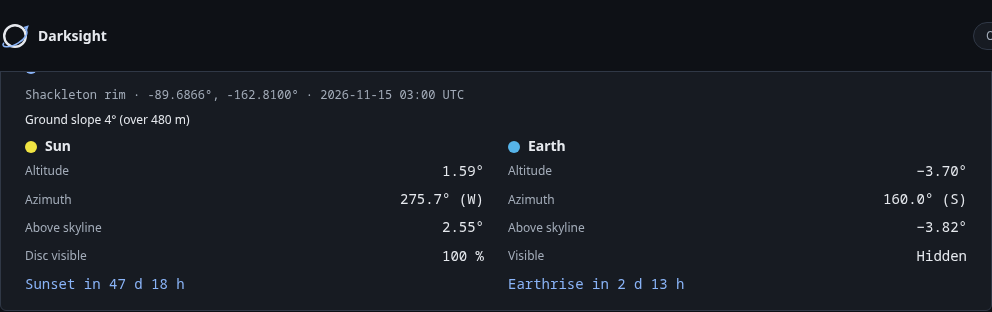 Darksight
Shackleton rim · -89.6866°, -162.8100° · 2026-11-15 03:00 UTC
Ground slope 4° (over 480 m)
Sun
Altitude 1.59°
Azimuth 275.7° (W)
Above skyline 2.55°
Disc visible 100 %
Sunset in 47 d 18 h
Earth
Altitude −3.70°
Azimuth 160.0° (S)
Above skyline −3.82°
Visible Hidden
Earthrise in 2 d 13 h